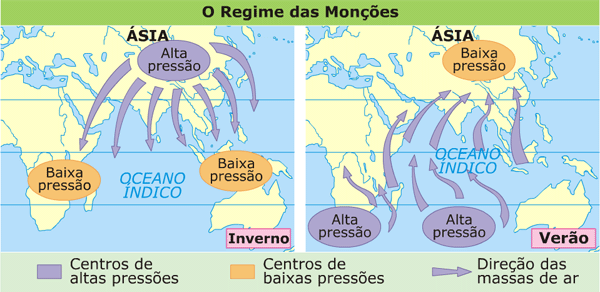 O Regime das Monções
ÁSIA
Alta
pressão
Baixa
pressão
Baixa
pressão
OCEANO
ÍNDICO
Inverno
ÁSIA
Baixa
pressão
OCEANO
ÍNDICO
Alta
pressão
Alta
pressão
Verão
Centros de
altas pressões
Centros de
baixas pressões
Direção das
massas de ar